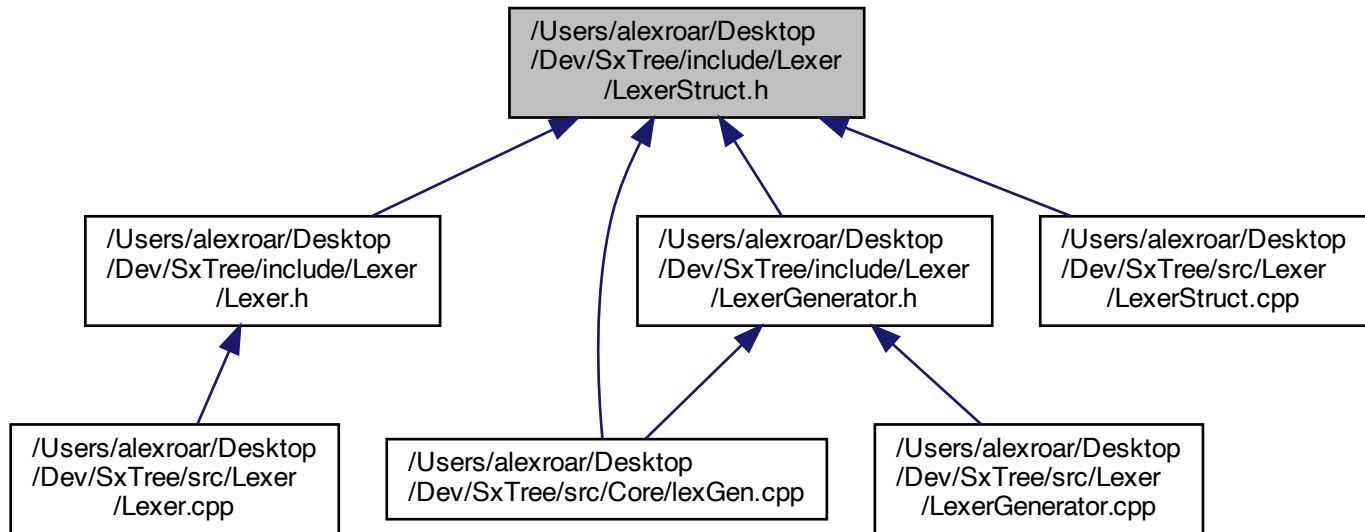 /Users/alexroar/Desktop
/Dev/SxTree/include/Lexer
/LexerStruct.h
/Users/alexroar/Desktop
/Dev/SxTree/include/Lexer
/Lexer.h
/Users/alexroar/Desktop
/Dev/SxTree/include/Lexer
/LexerGenerator.h
/Users/alexroar/Desktop
/Dev/SxTree/src/Lexer
/LexerStruct.cpp
/Users/alexroar/Desktop
/Dev/SxTree/src/Lexer
/Lexer.cpp
/Users/alexroar/Desktop
/Dev/SxTree/src/Core/lexGen.cpp
/Users/alexroar/Desktop
/Dev/SxTree/src/Lexer
/LexerGenerator.cpp